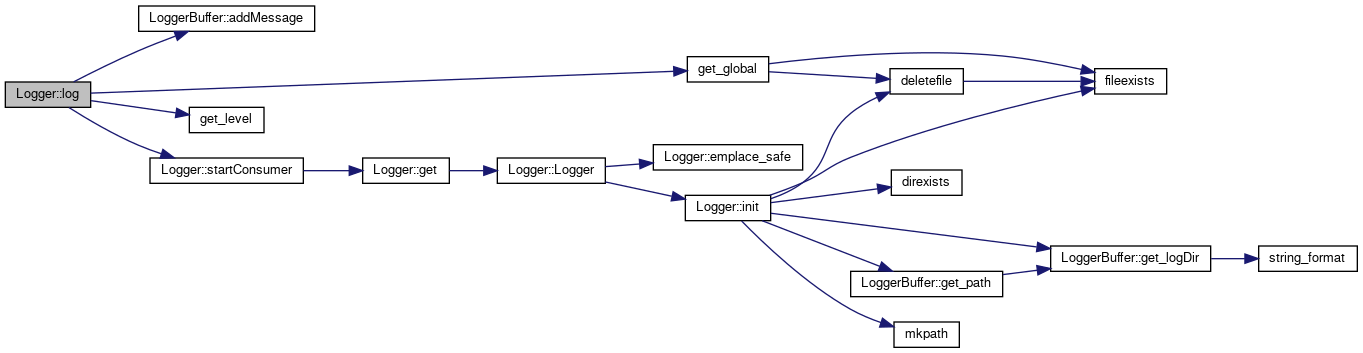 Logger::log
LoggerBuffer::addMessage
get_global
get_level
Logger::startConsumer
Logger::get
Logger::Logger
Logger::emplace_safe
Logger::init
deletefile
fileexists
direxists
LoggerBuffer::get_logDir
string_format
LoggerBuffer::get_path
mkpath